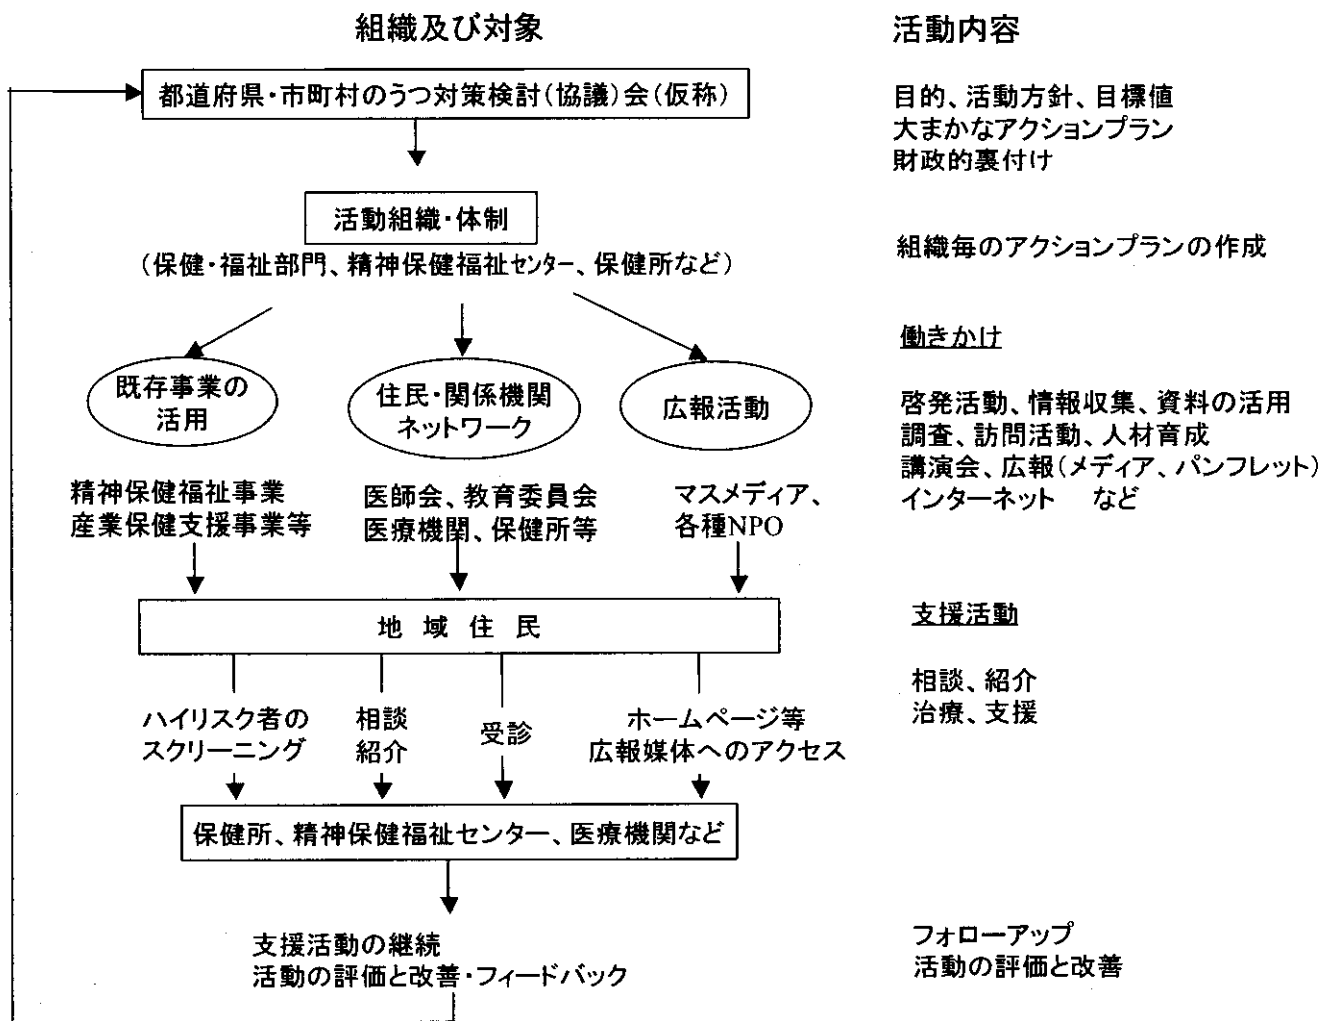 組織及び対象
活動内容
都道府県・市町村のうつ対策検討(協議)会(仮称)
目的、活動方針、目標値
大まかなアクションプラン
財政的裏付け
活動組織・体制
(保健・福祉部門、精神保健福祉センター、保健所など)
組織毎のアクションプランの作成
働きかけ
既存事業の
活用
住民・関係機関
ネットワーク
広報活動
啓発活動、情報収集、資料の活用
調査、訪問活動、人材育成
講演会、広報(メディア、パンフレット)
インターネット　など
精神保健福祉事業
産業保健支援事業等
医師会、教育委員会
医療機関、保健所等
マスメディア、
各種NPO
地 域 住 民
支援活動
相談、紹介
治療、支援
ハイリスク者の
スクリーニング
相談
紹介
受診
ホームページ等
広報媒体へのアクセス
保健所、精神保健福祉センター、医療機関など
支援活動の継続
活動の評価と改善・フィードバック
フォローアップ
活動の評価と改善